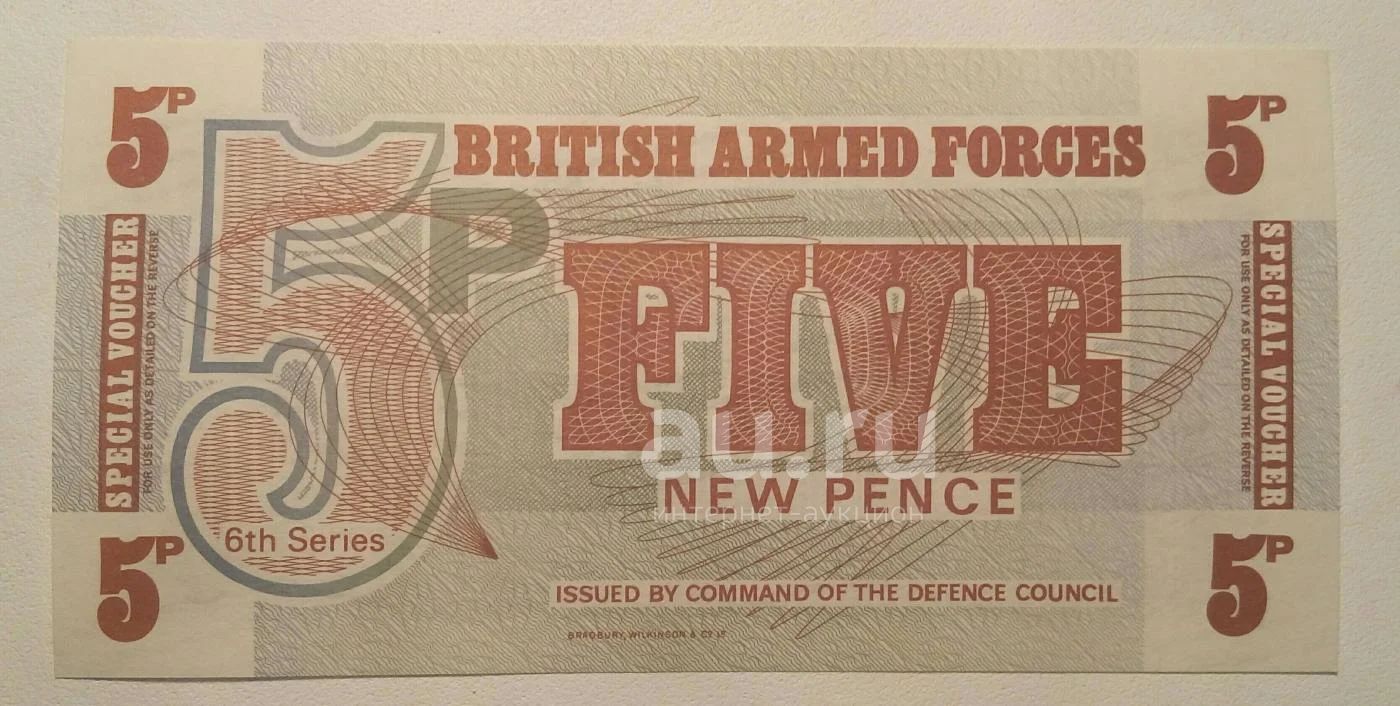 5P
BRITISH ARMED FORCES
5P
5P
SPECIAL VOUCHER
FOR USE ONLY AS DETAILED ON THE REVERSE
FIVE
SPECIAL VOUCHER
FOR USE ONLY AS DETAILED ON THE REVERSE
au.ru
NEW PENCE
интернет-аукцион
6th Series
5P
5P
ISSUED BY COMMAND OF THE DEFENCE COUNCIL
BRADBURY, WILKINSON & Cº Lᵈ